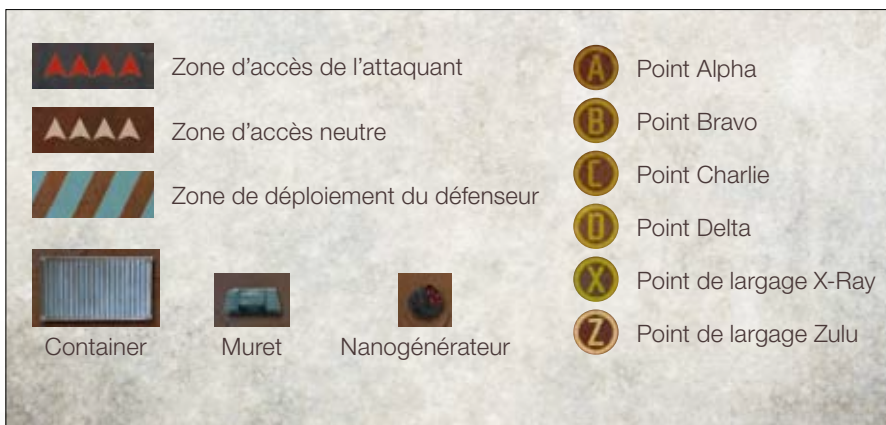 Zone d'accès de l'attaquant
Zone d'accès neutre
Zone de déploiement du défenseur
Container
Muret
Nanogénérateur
A Point Alpha
B Point Bravo
C Point Charlie
D Point Delta
X Point de largage X-Ray
Z Point de largage Zulu